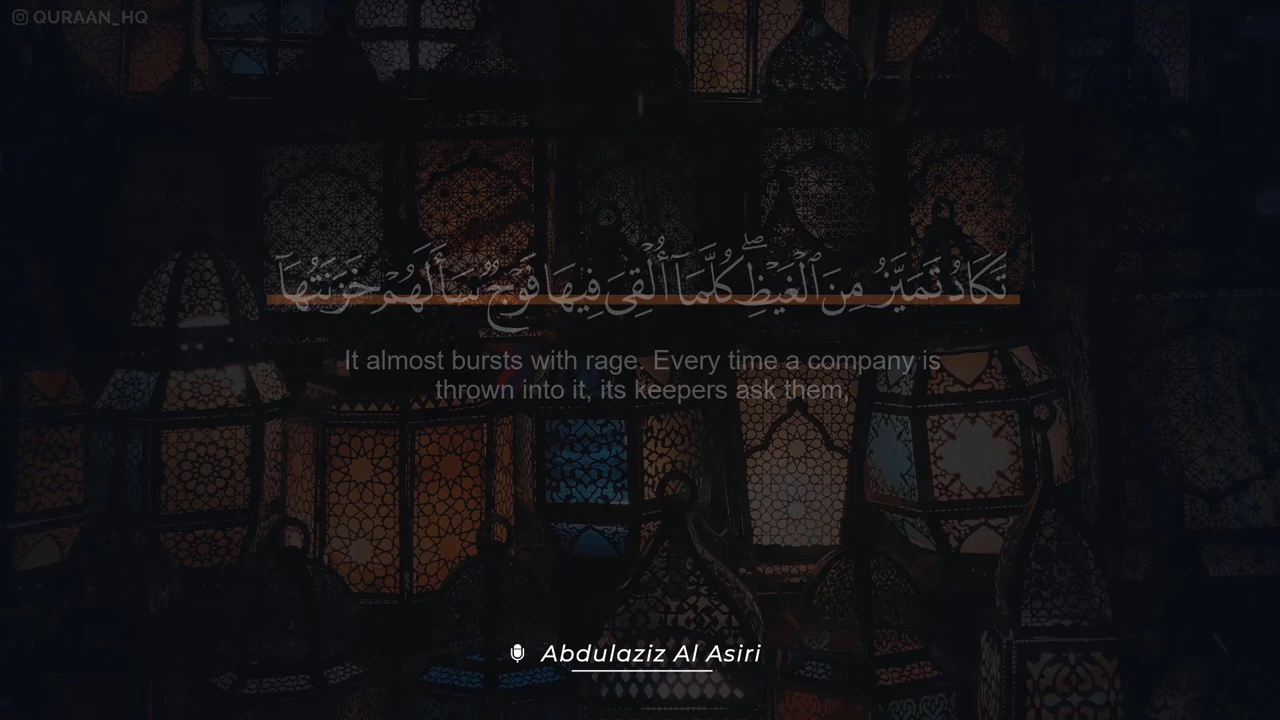 QURAAN_HQ
تَكَادُ تَمَيَّزُ مِنَ ٱلْغَيْظِ ۖ كُلَّمَآ أُلْقِىَ فِيهَا فَوْجٌ سَأَلَهُمْ خَزَنَتُهَآ
It almost bursts with rage. Every time a company is
thrown into it, its keepers ask them,
Abdulaziz Al Asiri